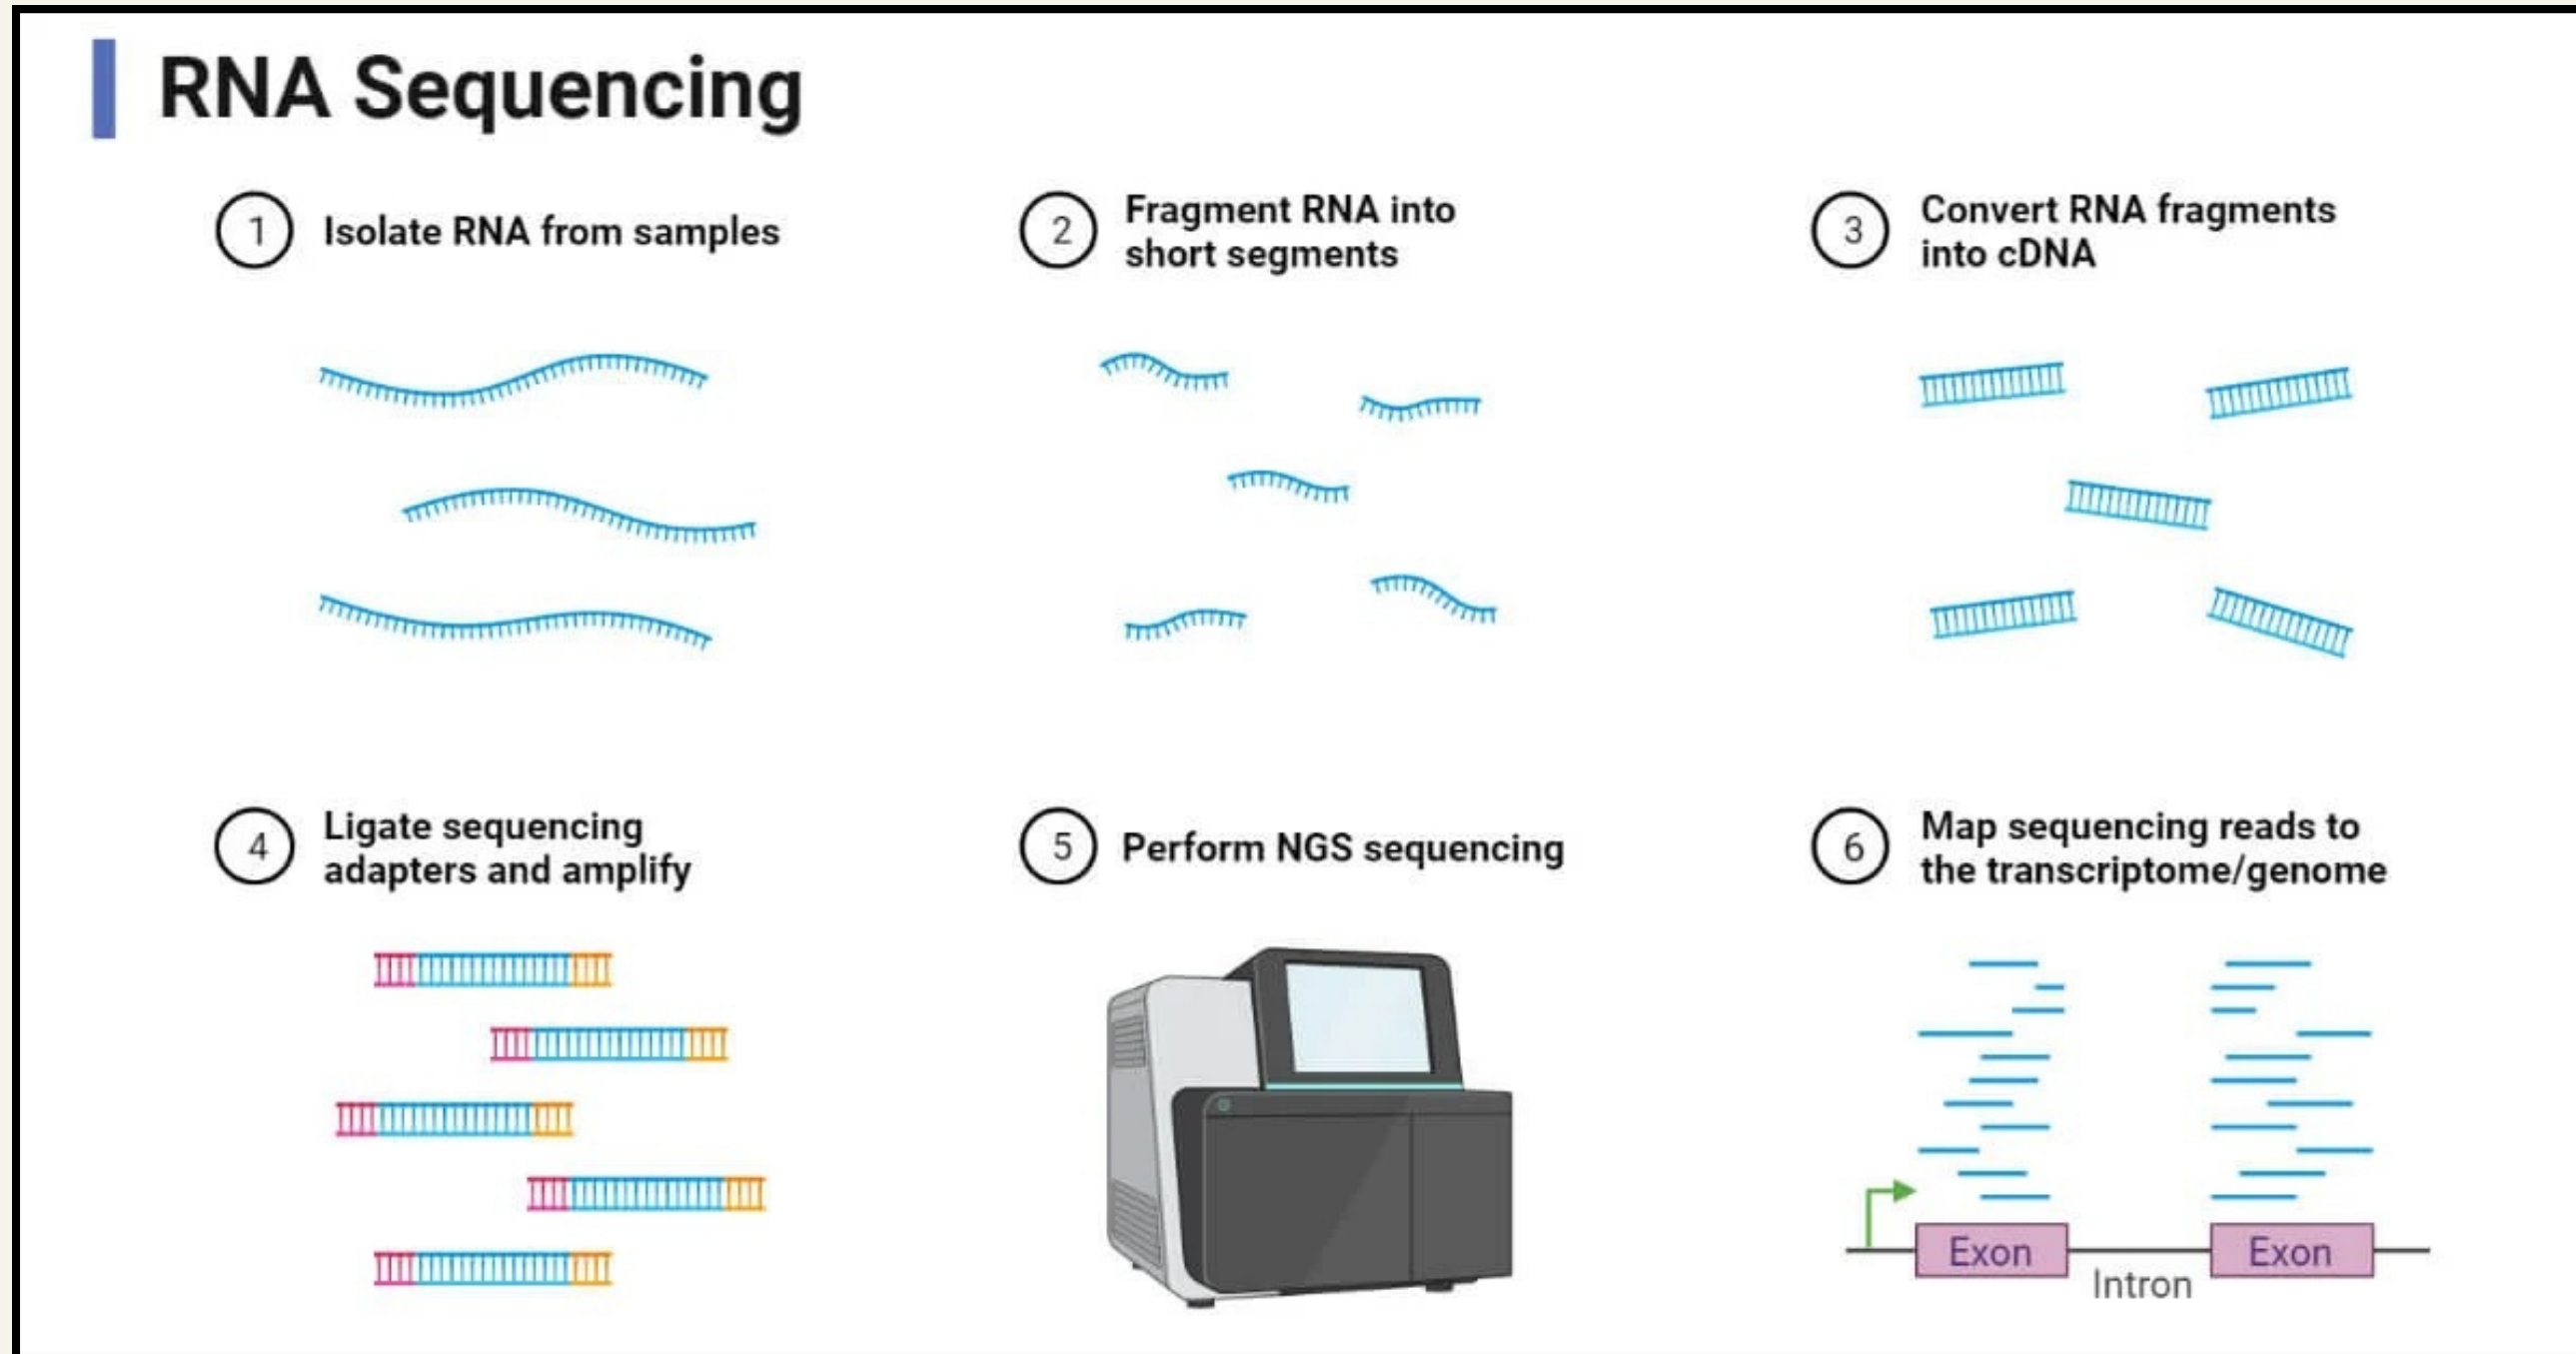 RNA Sequencing
1
Isolate RNA from samples
2
Fragment RNA into
short segments
3
Convert RNA fragments
into cDNA
4
Ligate sequencing
adapters and amplify
5
Perform NGS sequencing
6
Map sequencing reads to
the transcriptome/genome
Exon
Intron
Exon